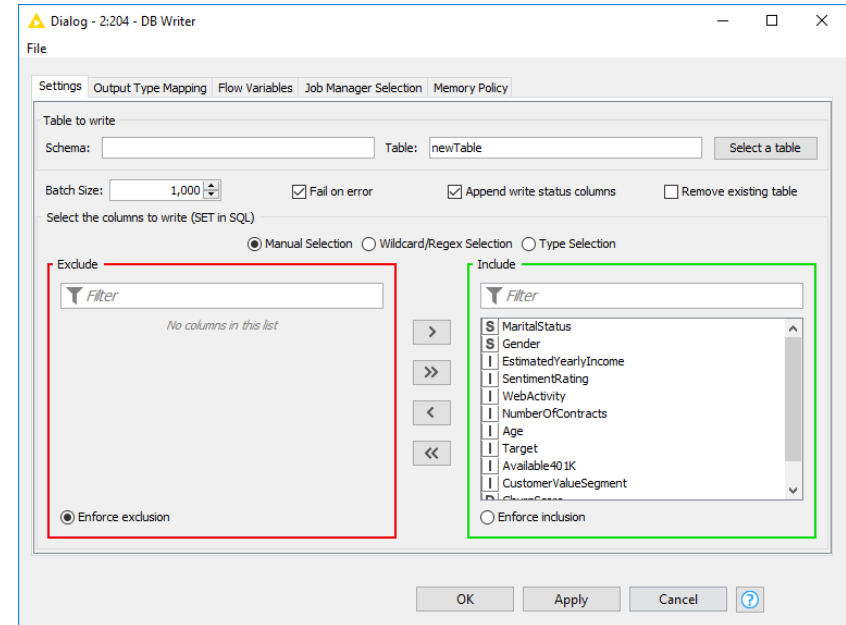 Dialog - 2:204 - DB Writer
File
Settings Output Type Mapping Flow Variables Job Manager Selection Memory Policy
Table to write
Schema: Table: newTable Select a table
Batch Size: 1,000 Fail on error Append write status columns Remove existing table
Select the columns to write (SET in SQL)
Manual Selection Wildcard/Regex Selection Type Selection
Exclude Include
Filter Filter
No columns in this list
S MaritalStatus
S Gender
I EstimatedYearlyIncome
I SentimentRating
I WebActivity
I NumberOfContracts
I Age
I Target
I Available401K
I CustomerValueSegment
D ChurnScore
> 
>>
<
<<
Enforce exclusion Enforce inclusion
OK Apply Cancel ?